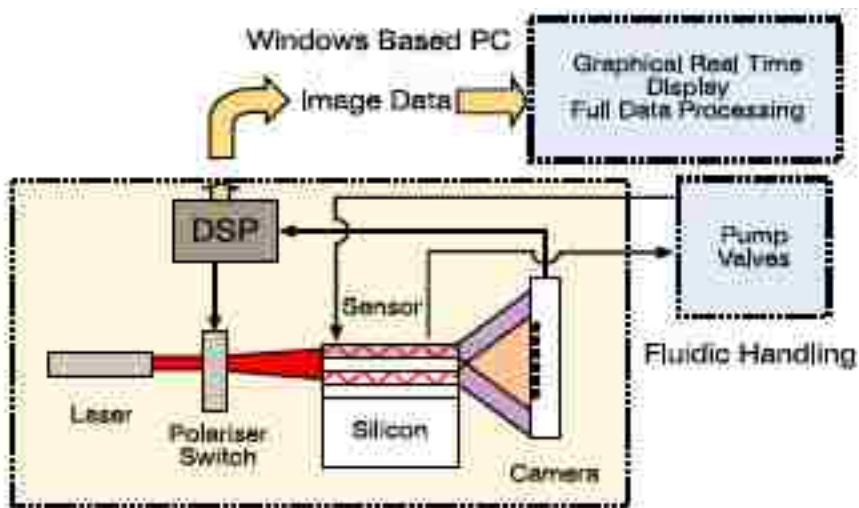 Windows Based PC
Image Data
Graphical Real Time
Display
Full Data Processing
DSP
Pump
Valves
Sensor
Fluidic Handling
Laser
Polariser
Switch
Silicon
Camera